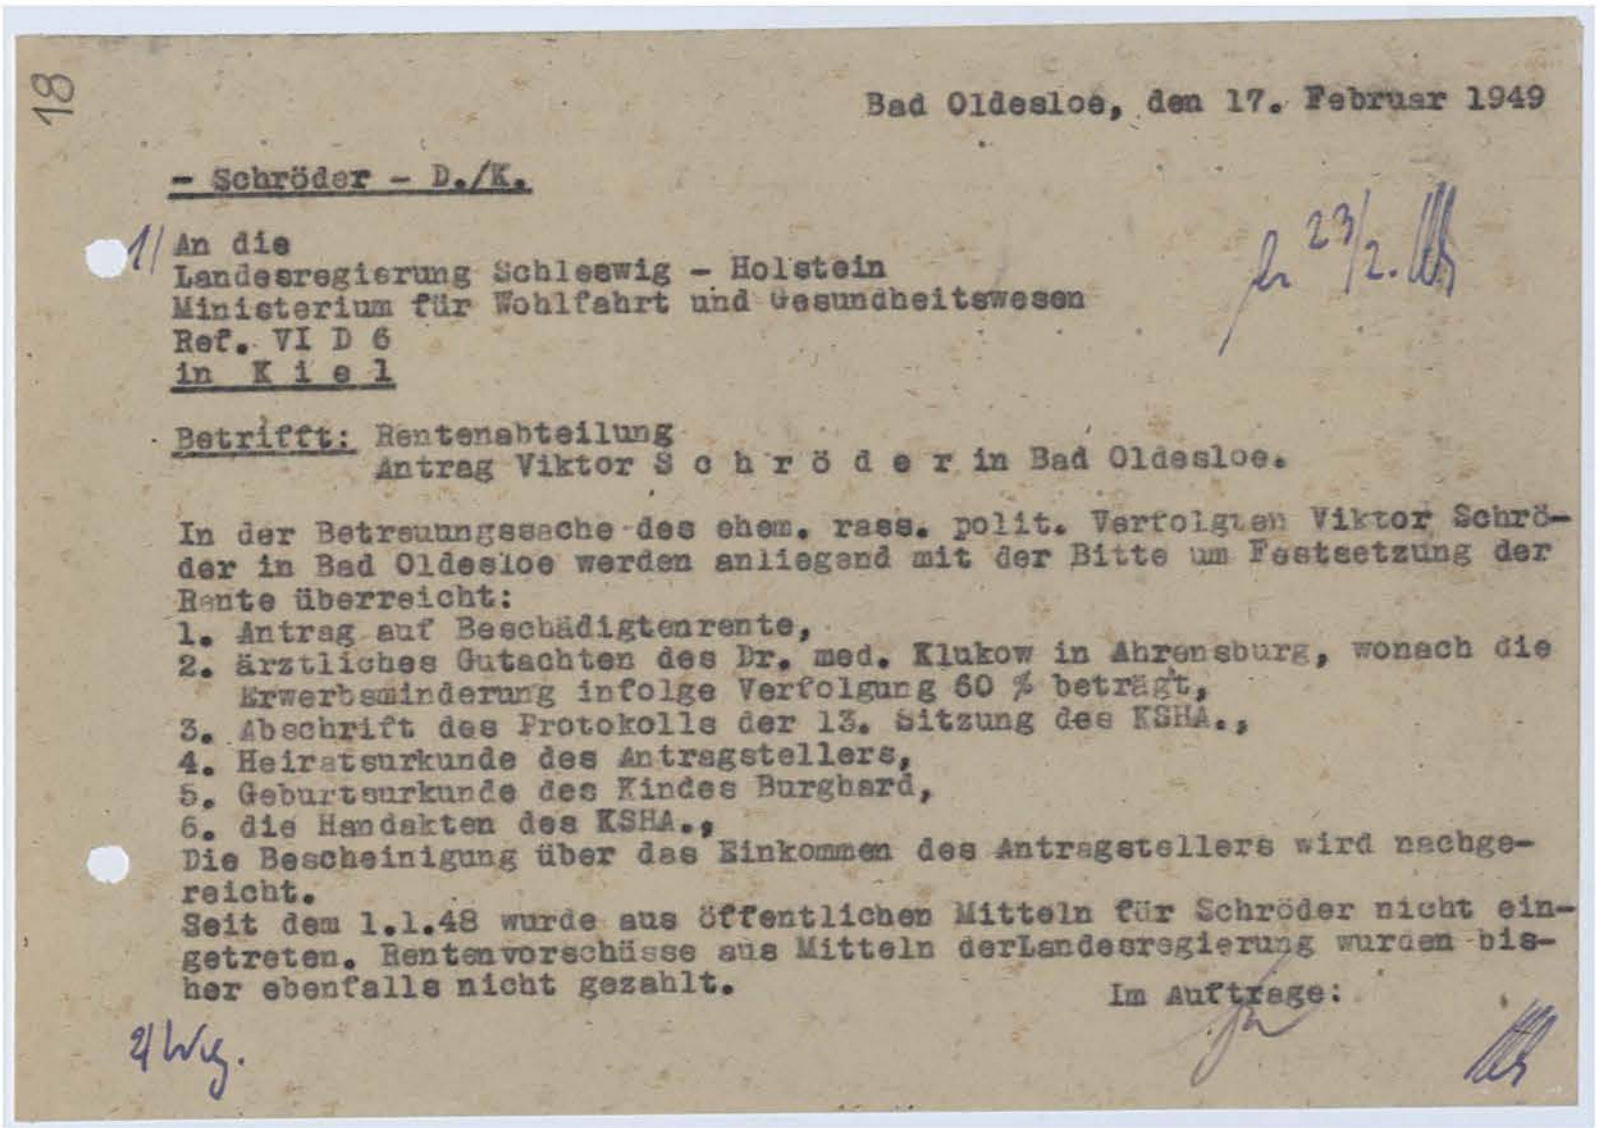 18
Bad Oldesloe, den 17. Februar 1949
- Schröder - D./K.
1/ An die
Landesregierung Schleswig - Holstein
Ministerium für Wohlfahrt und Gesundheitswesen
Ref. VI D 6
in K i e l
23/2.
Betrifft: Rentenabteilung
Antrag Viktor S c h r ö d e r in Bad Oldesloe.
In der Betreuungssache des ehem. rass. polit. Verfolgten Viktor Schrö-
der in Bad Oldesloe werden anliegend mit der Bitte um Festsetzung der
Rente überreicht:
1. Antrag auf Beschädigtenrente,
2. ärztliches Gutachten des Dr. med. Klukow in Ahrensburg, wonach die
Erwerbsminderung infolge Verfolgung 60 % beträgt,
3. Abschrift des Protokolls der 13. Sitzung des KSHA.,
4. Heiratsurkunde des Antragstellers,
5. Geburtsurkunde des Kindes Burghard,
6. die Handakten des KSHA.,
Die Bescheinigung über das Einkommen des Antragstellers wird nachge-
reicht.
Seit dem 1.1.48 wurde aus öffentlichen Mitteln für Schröder nicht ein-
getreten. Rentenvorschüsse aus Mitteln derLandesregierung wurden bis-
her ebenfalls nicht gezahlt.
Im Auftrage:
2/ Wvg.